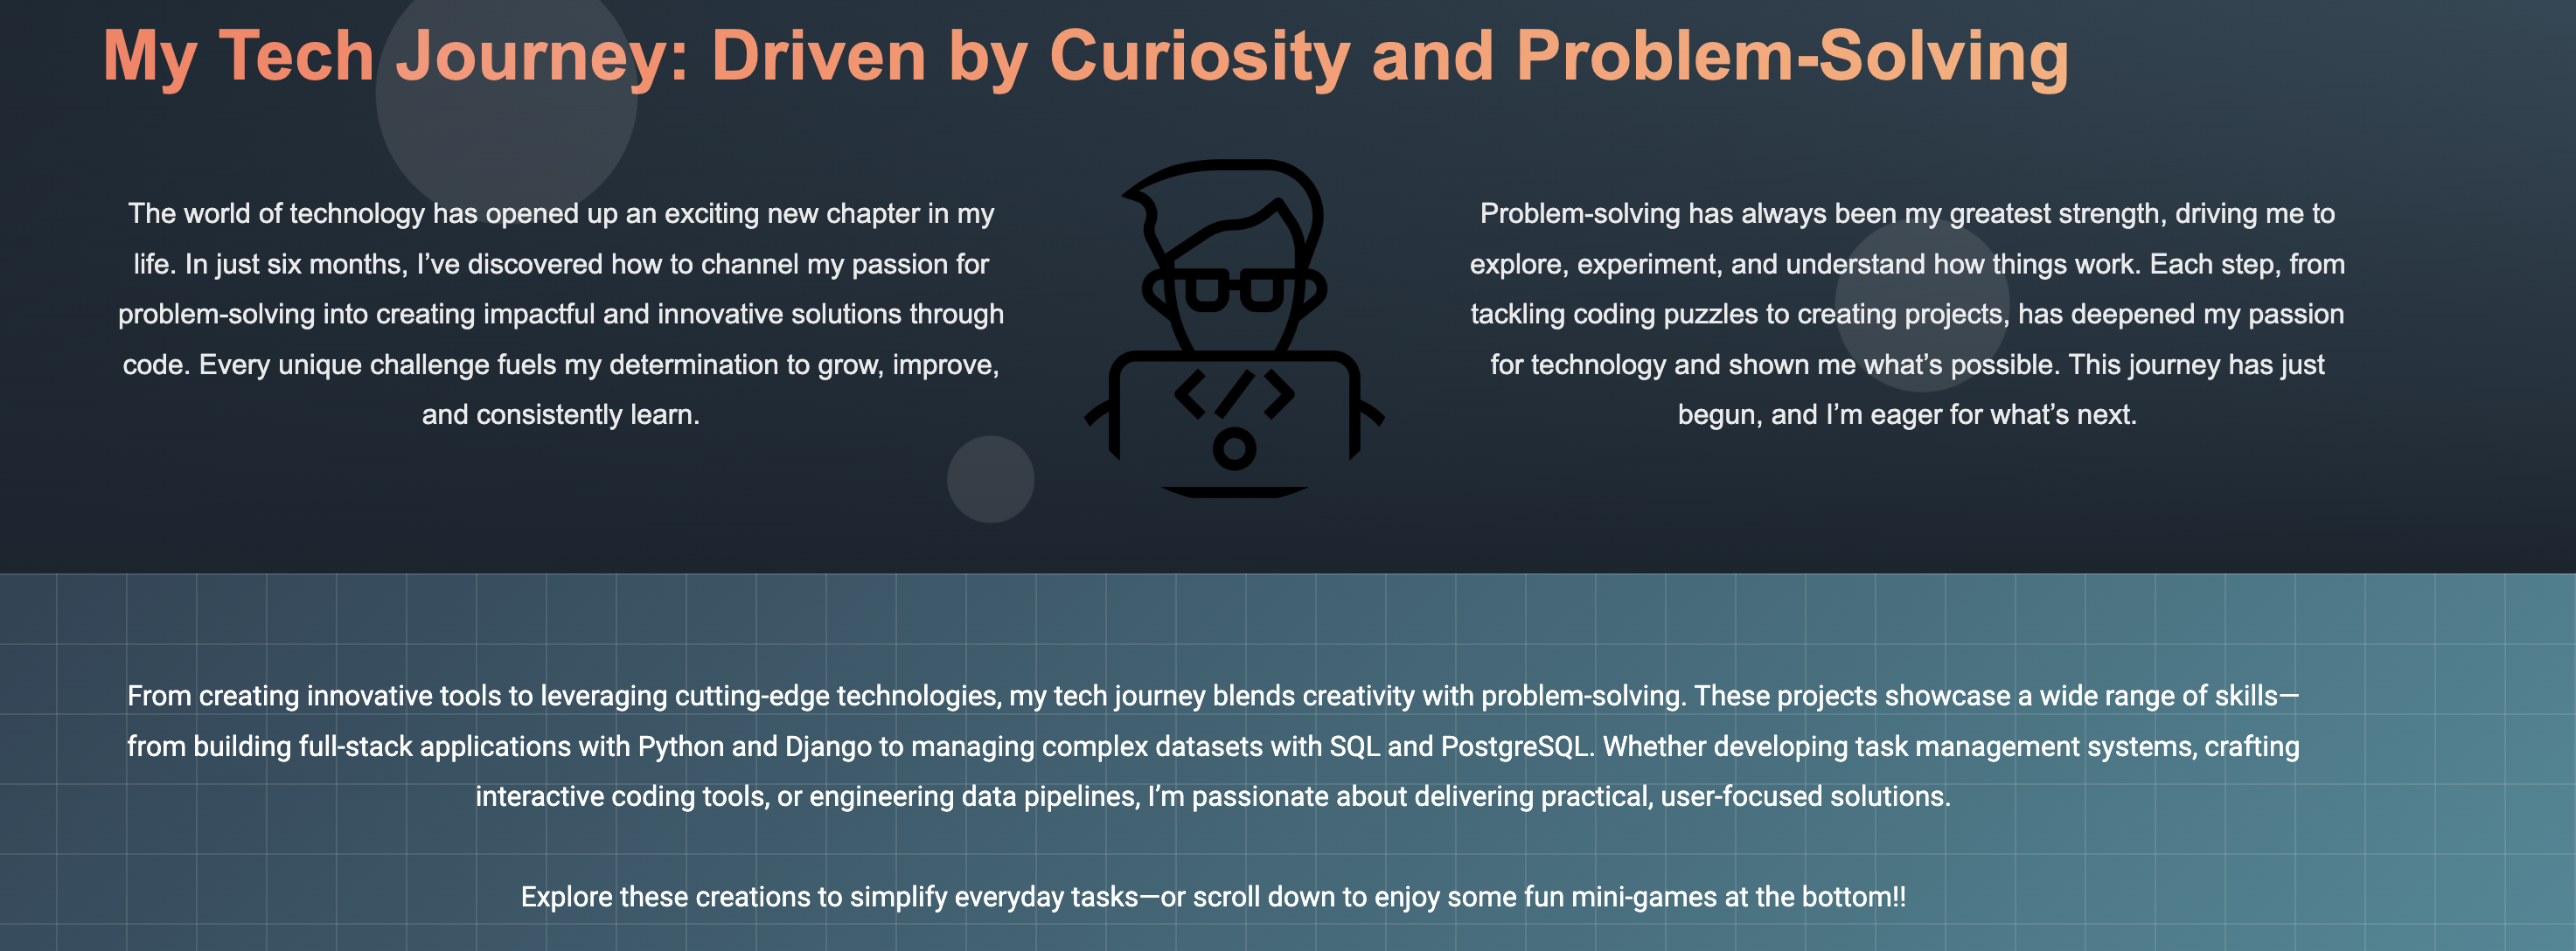 My Tech Journey: Driven by Curiosity and Problem-Solving
The world of technology has opened up an exciting new chapter in my
life. In just six months, I’ve discovered how to channel my passion for
problem-solving into creating impactful and innovative solutions through
code. Every unique challenge fuels my determination to grow, improve,
and consistently learn.
</>
Problem-solving has always been my greatest strength, driving me to
explore, experiment, and understand how things work. Each step, from
tackling coding puzzles to creating projects, has deepened my passion
for technology and shown me what’s possible. This journey has just
begun, and I’m eager for what’s next.
From creating innovative tools to leveraging cutting-edge technologies, my tech journey blends creativity with problem-solving. These projects showcase a wide range of skills—
from building full-stack applications with Python and Django to managing complex datasets with SQL and PostgreSQL. Whether developing task management systems, crafting
interactive coding tools, or engineering data pipelines, I’m passionate about delivering practical, user-focused solutions.
Explore these creations to simplify everyday tasks—or scroll down to enjoy some fun mini-games at the bottom!!